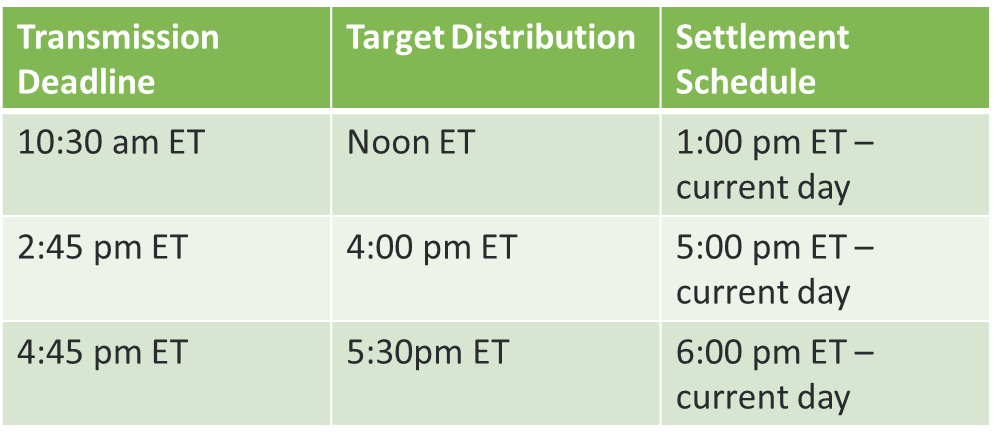 Transmission Deadline
Target Distribution
Settlement Schedule
10:30 am ET
Noon ET
1:00 pm ET –
current day
2:45 pm ET
4:00 pm ET
5:00 pm ET –
current day
4:45 pm ET
5:30pm ET
6:00 pm ET –
current day